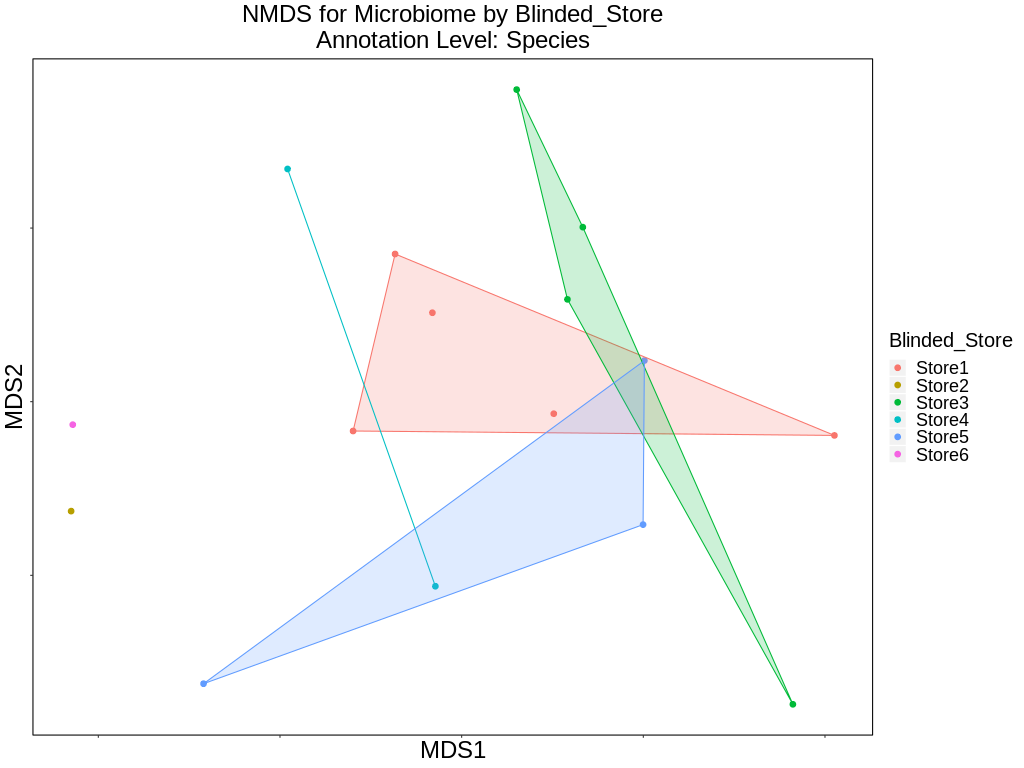 NMDS for Microbiome by Blinded_Store
Annotation Level: Species
MDS2
MDS1
Blinded_Store
Store1
Store2
Store3
Store4
Store5
Store6